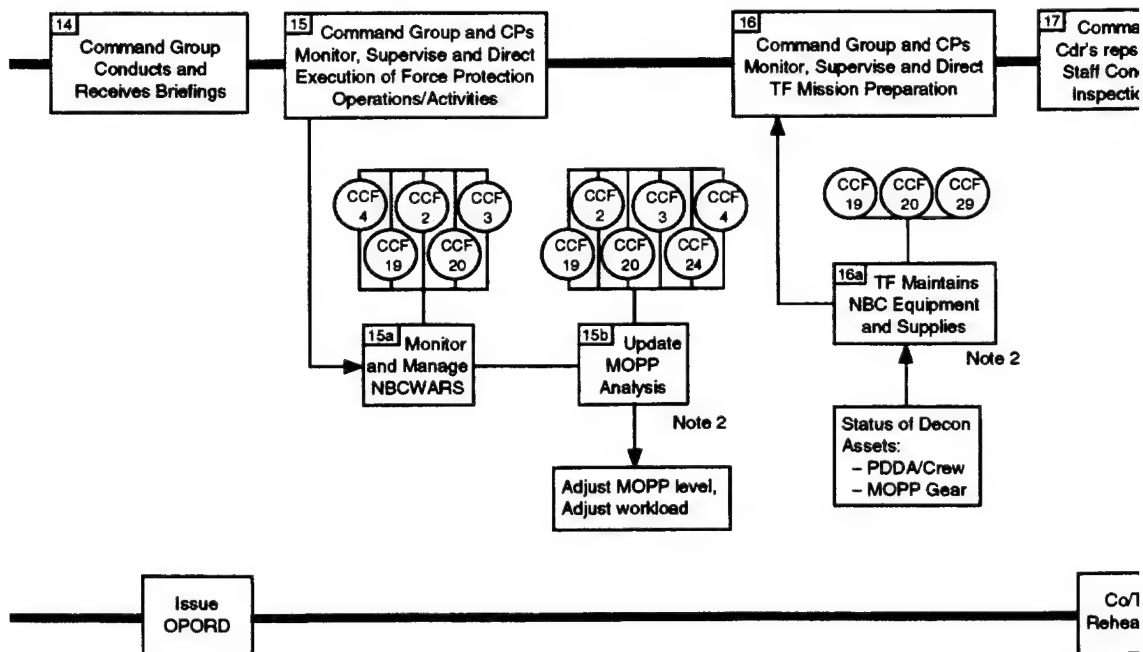 14
Command Group
Conducts and
Receives Briefings
15
Command Group and CPs
Monitor, Supervise and Direct
Execution of Force Protection
Operations/Activities
16
Command Group and CPs
Monitor, Supervise and Direct
TF Mission Preparation
17
Cdr's reps
Staff
CCF
4
CCF
2
CCF
3
CCF
19
CCF
20
CCF
2
CCF
3
CCF
4
CCF
19
CCF
20
CCF
24
CCF
19
CCF
20
CCF
29
15a
Monitor
and Manage
NBCWARS
15b
Update
MOPP
Analysis
Note 2
Adjust MOPP level,
Adjust workload
16a
TF Maintains
NBC Equipment
and Supplies
Note 2
Status of Decon
Assets:
– PDDA/Crew
– MOPP Gear
Issue
OPORD